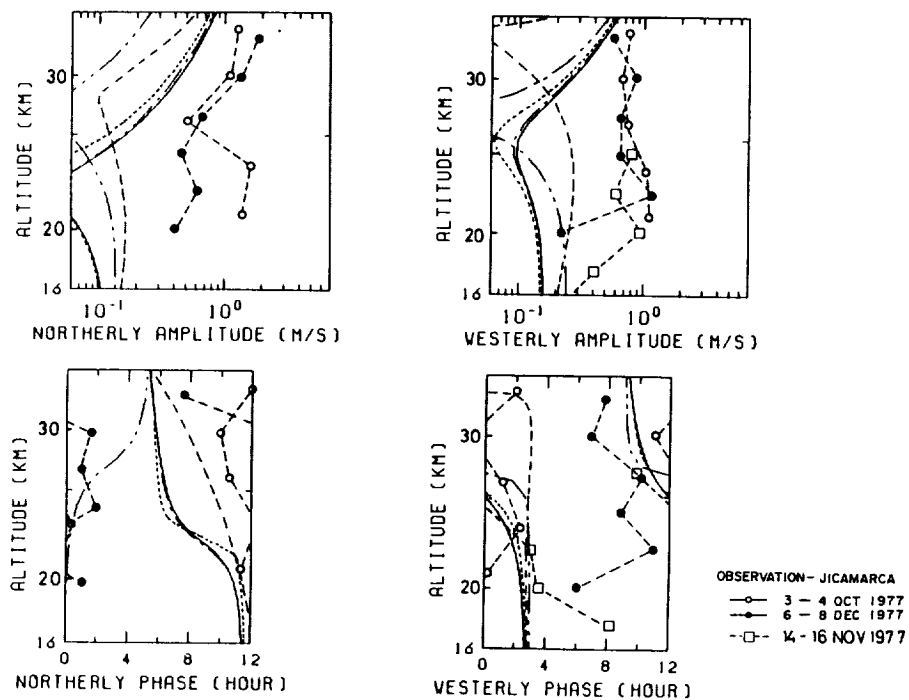 ALTITUDE (KM)
30
20
16
10⁻¹ 10⁰
NORTHERLY AMPLITUDE (M/S)
ALTITUDE (KM)
30
20
16
10⁻¹ 10⁰
WESTERLY AMPLITUDE (M/S)
ALTITUDE (KM)
30
20
16
0 4 8 12
NORTHERLY PHASE (HOUR)
ALTITUDE (KM)
30
20
16
0 4 8 12
WESTERLY PHASE (HOUR)
OBSERVATION - JICAMARCA
3 - 4 OCT 1977
6 - 8 DEC 1977
14 - 16 NOV 1977